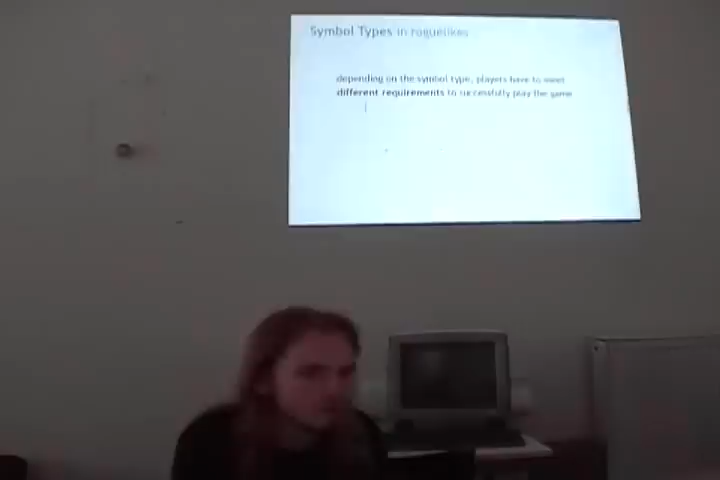 Symbol Types in roguelikes
depending on the symbol type, players have to meet
different requirements to successfully play the game